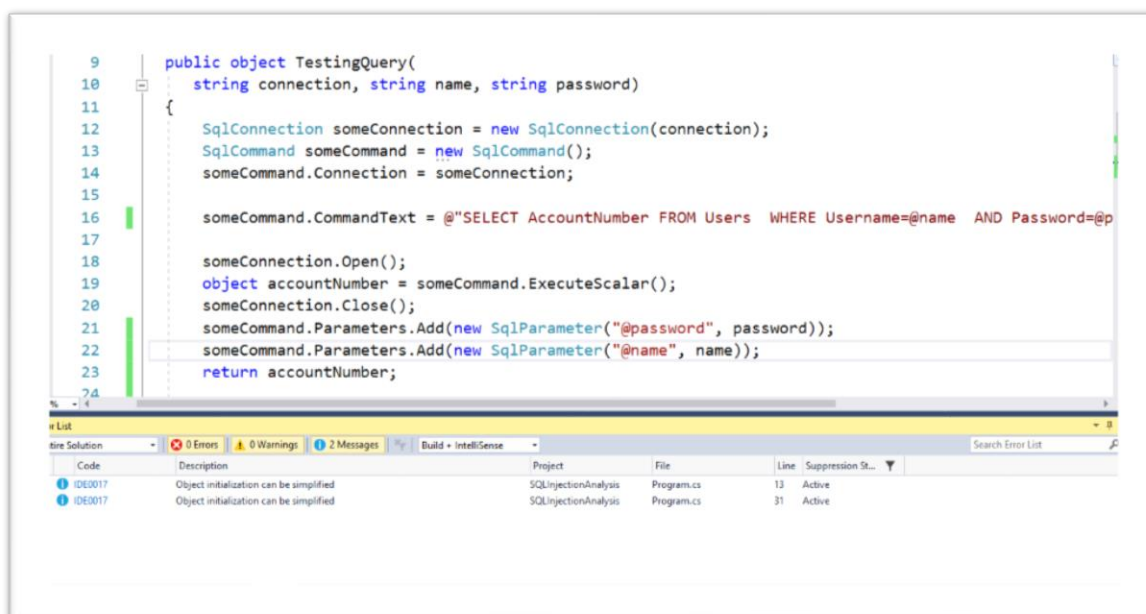 9 public object TestingQuery(
10 string connection, string name, string password)
11 {
12 SqlConnection someConnection = new SqlConnection(connection);
13 SqlCommand someCommand = new SqlCommand();
14 someCommand.Connection = someConnection;
15
16 someCommand.CommandText = @"SELECT AccountNumber FROM Users  WHERE Username=@name  AND Password=@p
17
18 someConnection.Open();
19 object accountNumber = someCommand.ExecuteScalar();
20 someConnection.Close();
21 someCommand.Parameters.Add(new SqlParameter("@password", password));
22 someCommand.Parameters.Add(new SqlParameter("@name", name));
23 return accountNumber;
24
%
or List
tire Solution 0 Errors 0 Warnings 2 Messages Build + IntelliSense Search Error List
Code Description Project File Line Suppression St...
IDE0017 Object initialization can be simplified SQLInjectionAnalysis Program.cs 13 Active
IDE0017 Object initialization can be simplified SQLInjectionAnalysis Program.cs 31 Active